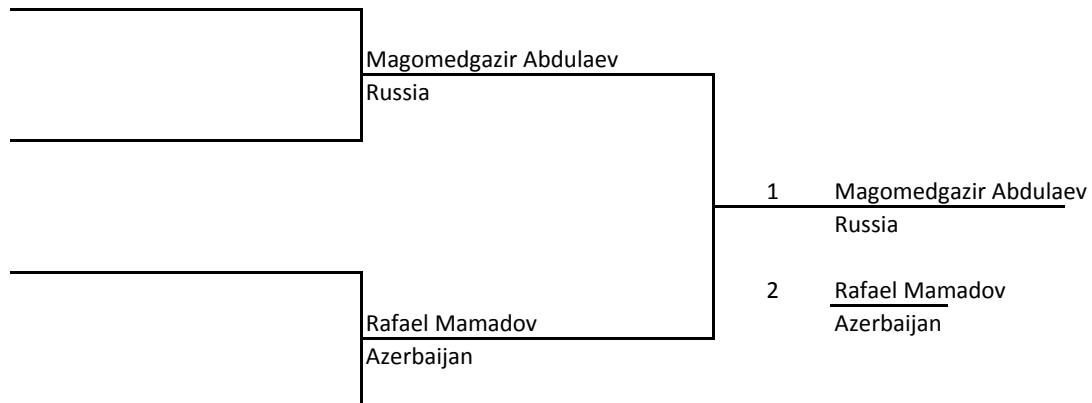 Magomedgazir Abdulaev
Russia
1 Magomedgazir Abdulaev
Russia
2 Rafael Mamadov
Azerbaijan
Rafael Mamadov
Azerbaijan